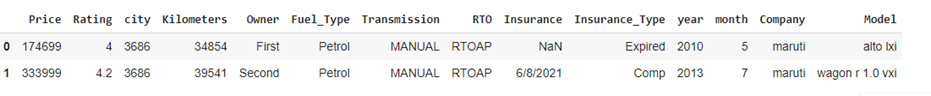 Price Rating city Kilometers Owner Fuel_Type Transmission RTO Insurance Insurance_Type year month Company Model
0 174699 4 3686 34854 First Petrol MANUAL RTOAP NaN Expired 2010 5 maruti alto lxi
1 333999 4.2 3686 39541 Second Petrol MANUAL RTOAP 6/8/2021 Comp 2013 7 maruti wagon r 1.0 vxi